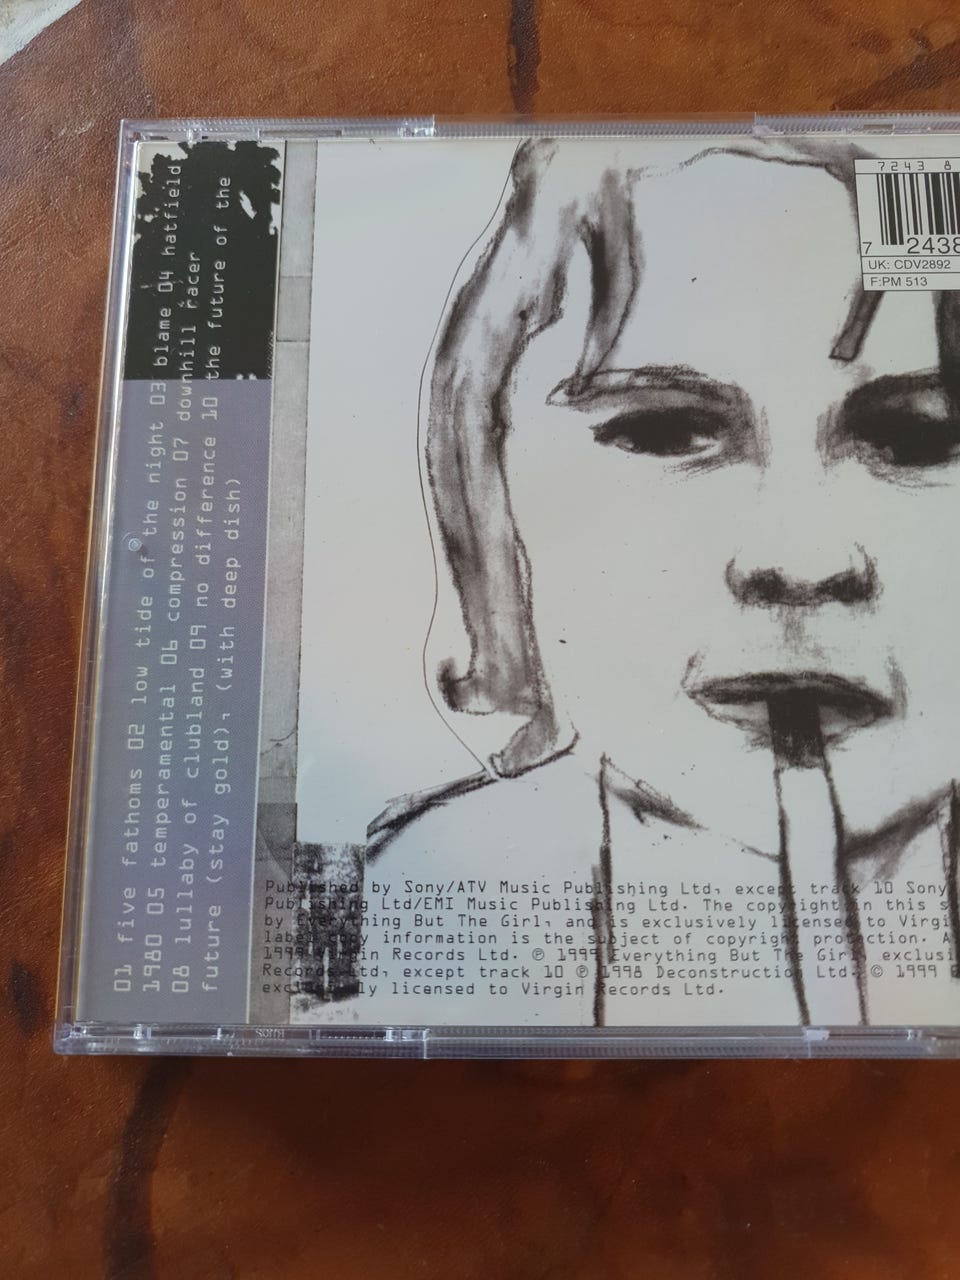 01 five fathoms 02 low tide of the night 03 blame 04 hatfield
1980 05 temperamental 06 compression 07 downhill racer
08 lullaby of clubland 09 no difference 10 the future of the
future (stay gold), (with deep dish)
7243 8
7 2438
UK: CDV2892
F:PM 513
Published by Sony/ATV Music Publishing Ltd, except track 10 Sony
Publishing Ltd/EMI Music Publishing Ltd. The copyright in this s
by Everything But The Girl, and is exclusively licensed to Virgi
label copy information is the subject of copyright protection. A
1999 Virgin Records Ltd. ℗ 1999 Everything But The Girl, exclusi
Records Ltd, except track 10 ℗ 1998 Deconstruction Ltd. © 1999 E
exclusively licensed to Virgin Records Ltd.